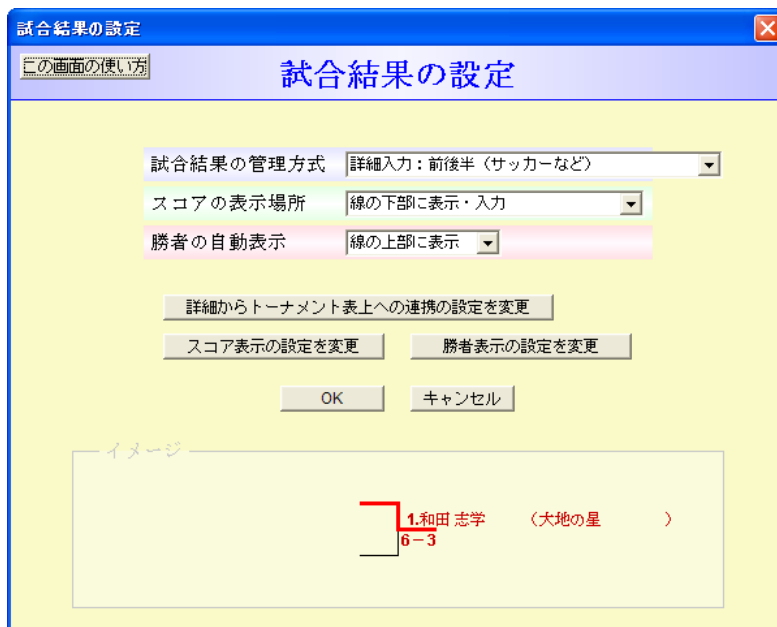 試合結果の設定
この画面の使い方
試合結果の設定
試合結果の管理方式 詳細入力：前後半（サッカーなど）
スコアの表示場所 線の下部に表示・入力
勝者の自動表示 線の上部に表示
詳細からトーナメント表上への連携の設定を変更
スコア表示の設定を変更 勝者表示の設定を変更
OK キャンセル
イメージ
1.和田 志学 （大地の星 ）
6－3